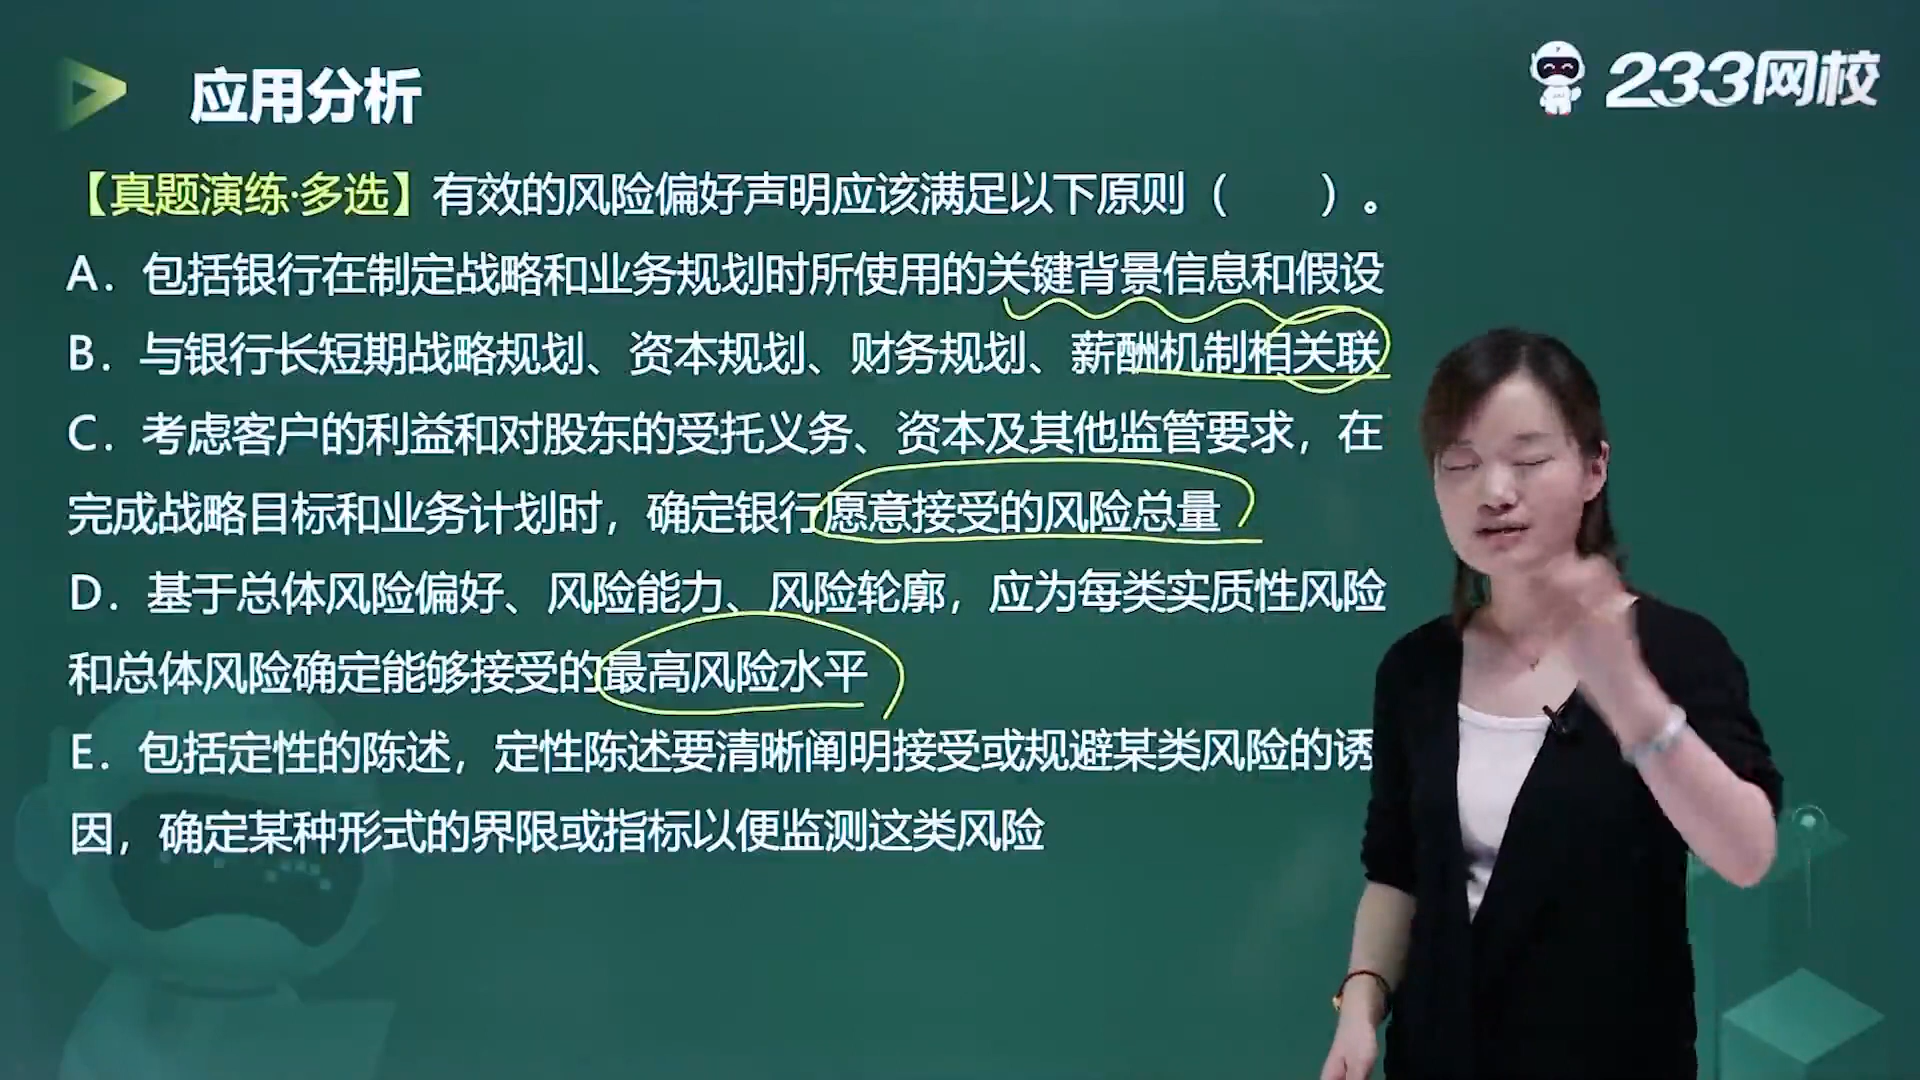 应用分析
233网校
【真题演练·多选】有效的风险偏好声明应该满足以下原则（　　）。
A．包括银行在制定战略和业务规划时所使用的关键背景信息和假设
B．与银行长短期战略规划、资本规划、财务规划、薪酬机制相关联
C．考虑客户的利益和对股东的受托义务、资本及其他监管要求，在
完成战略目标和业务计划时，确定银行愿意接受的风险总量
D．基于总体风险偏好、风险能力、风险轮廓，应为每类实质性风险
和总体风险确定能够接受的最高风险水平
E．包括定性的陈述，定性陈述要清晰阐明接受或规避某类风险的诱
因，确定某种形式的界限或指标以便监测这类风险